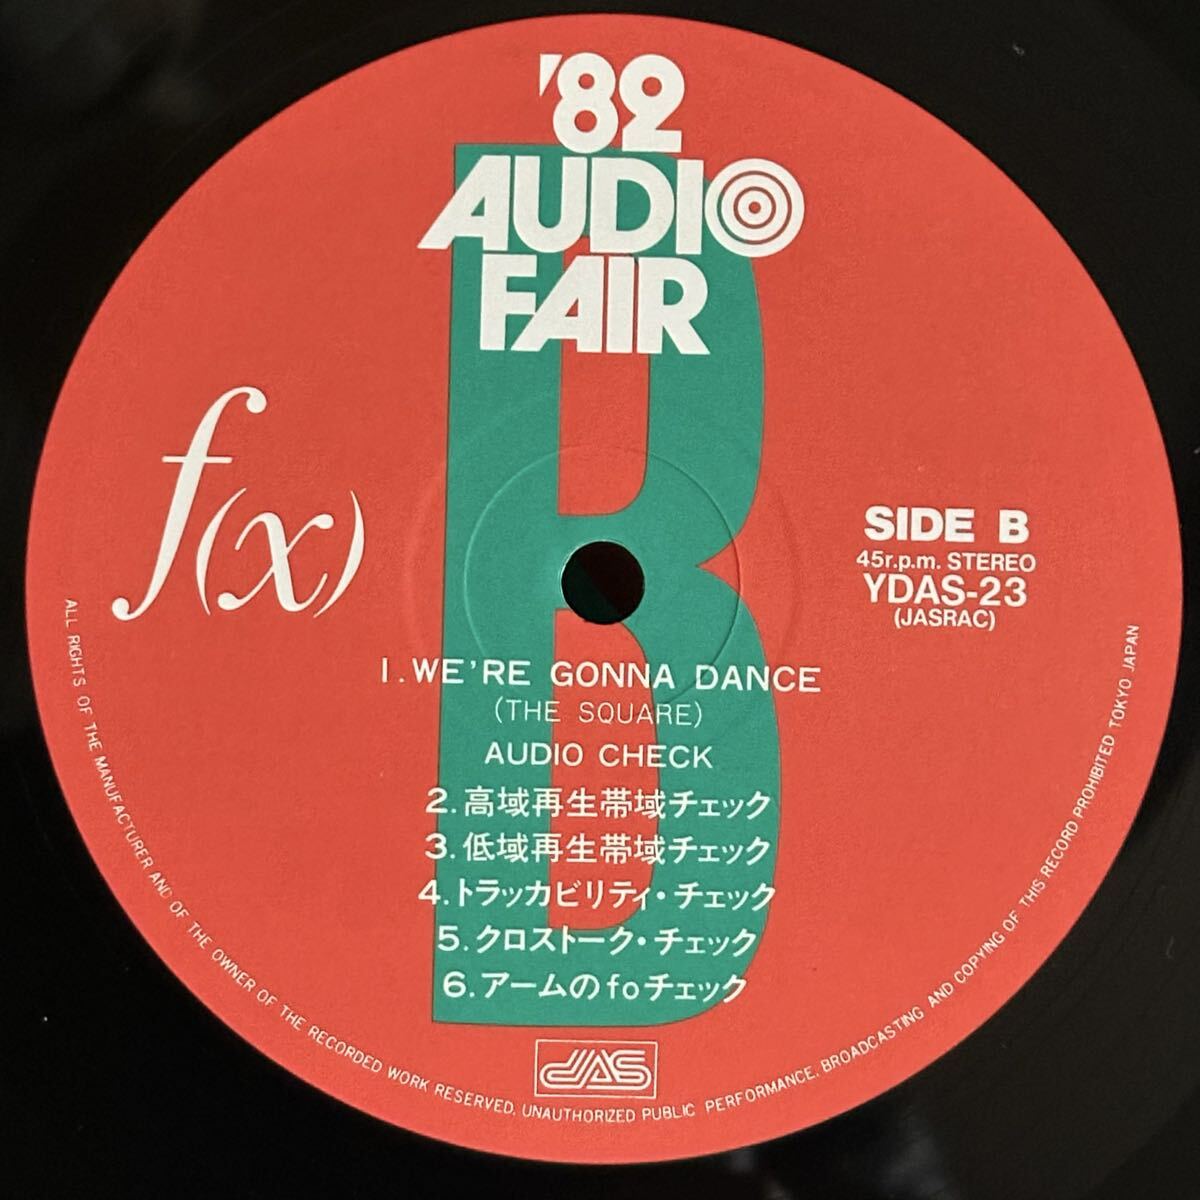 '82
AUDIO
FAIR
f(x)
SIDE B
45r.p.m. STEREO
YDAS-23
(JASRAC)
1. WE'RE GONNA DANCE
(THE SQUARE)
AUDIO CHECK
2. 高域再生帯域チェック
3. 低域再生帯域チェック
4. トラッカビリティ・チェック
5. クロストーク・チェック
6. アームのfoチェック
JAS
ALL RIGHTS OF THE MANUFACTURER AND OF THE OWNER OF THE RECORDED WORK RESERVED. UNAUTHORIZED PUBLIC PERFORMANCE. BROADCASTING AND COPYING OF THIS RECORD PROHIBITED TOKYO JAPAN
B